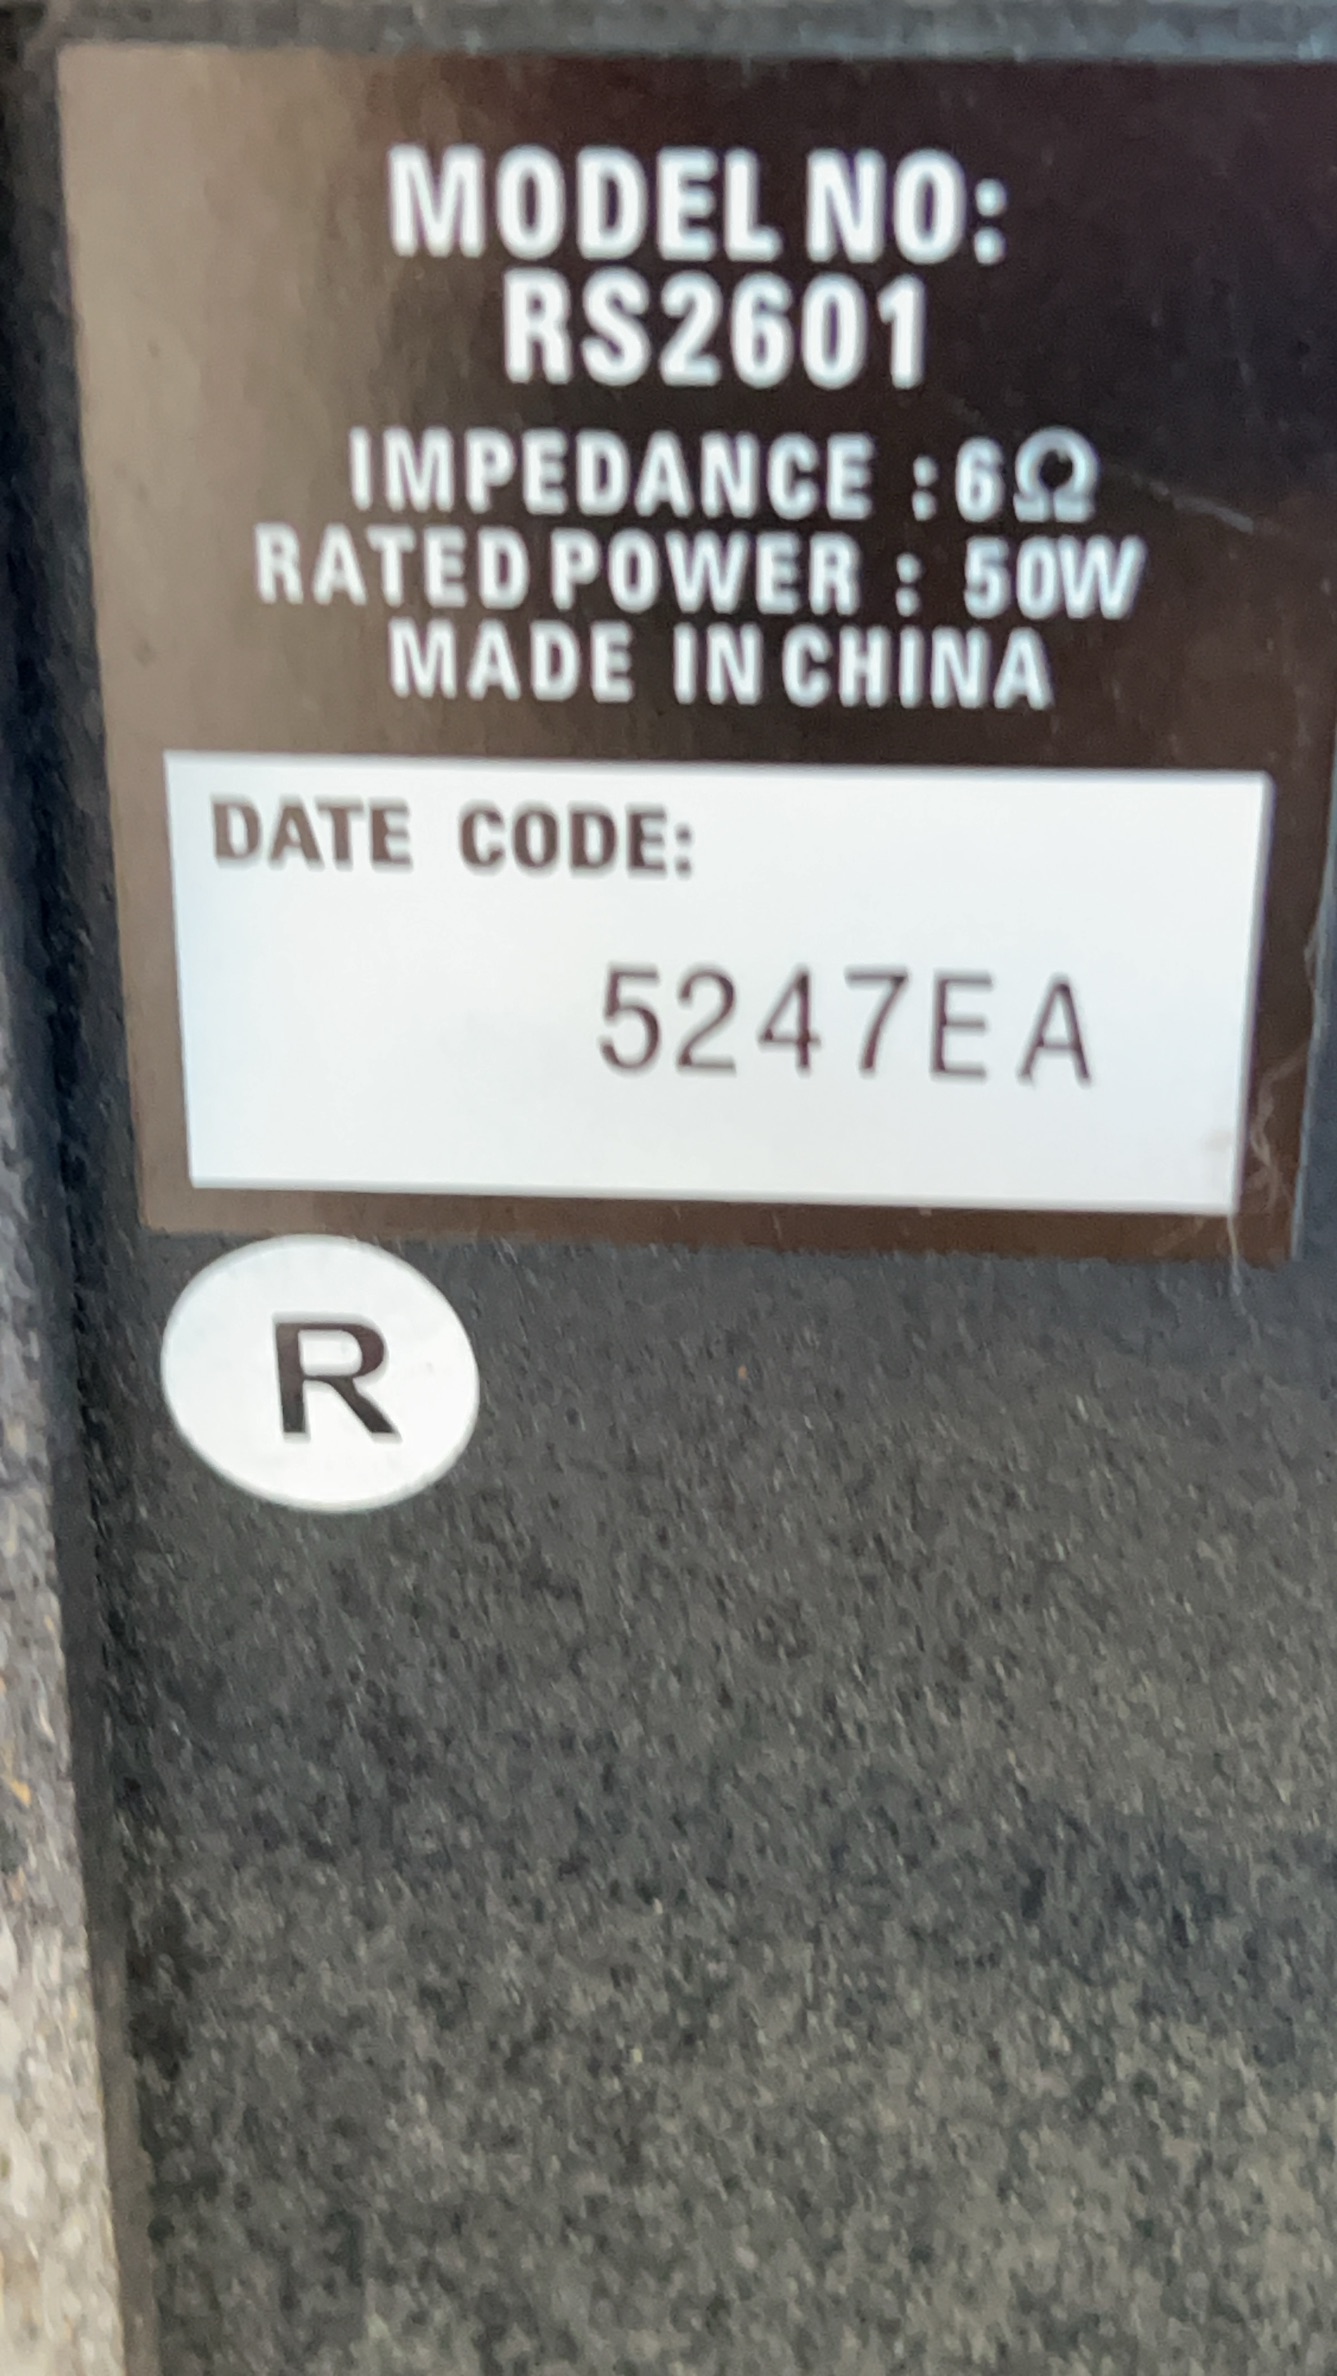 MODEL NO:
RS2601
IMPEDANCE : 6Ω
RATED POWER : 50W
MADE IN CHINA
DATE CODE:
5247EA
R